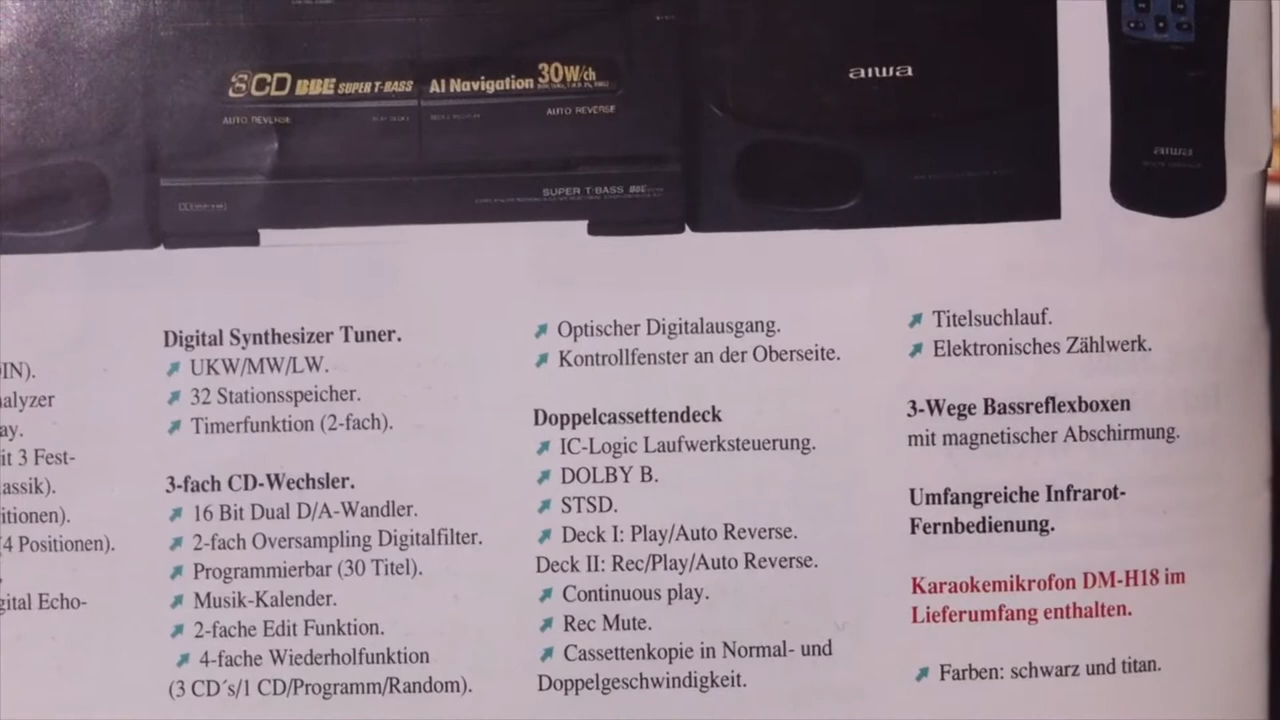 3CD BBE SUPER T-BASS
AI Navigation 30W/ch
AUTO REVERSE
AUTO REVERSE
SUPER T-BASS BBE
aiwa
aiwa
IN).
alyzer
ay.
it 3 Fest-
assik).
itionen).
4 Positionen).
gital Echo-
Digital Synthesizer Tuner.
UKW/MW/LW.
32 Stationsspeicher.
Timerfunktion (2-fach).
3-fach CD-Wechsler.
16 Bit Dual D/A-Wandler.
2-fach Oversampling Digitalfilter.
Programmierbar (30 Titel).
Musik-Kalender.
2-fache Edit Funktion.
4-fache Wiederholfunktion
(3 CD´s/1 CD/Programm/Random).
Optischer Digitalausgang.
Kontrollfenster an der Oberseite.
Doppelcassettendeck
IC-Logic Laufwerksteuerung.
DOLBY B.
STSD.
Deck I: Play/Auto Reverse.
Deck II: Rec/Play/Auto Reverse.
Continuous play.
Rec Mute.
Cassettenkopie in Normal- und
Doppelgeschwindigkeit.
Titelsuchlauf.
Elektronisches Zählwerk.
3-Wege Bassreflexboxen
mit magnetischer Abschirmung.
Umfangreiche Infrarot-
Fernbedienung.
Karaokemikrofon DM-H18 im
Lieferumfang enthalten.
Farben: schwarz und titan.